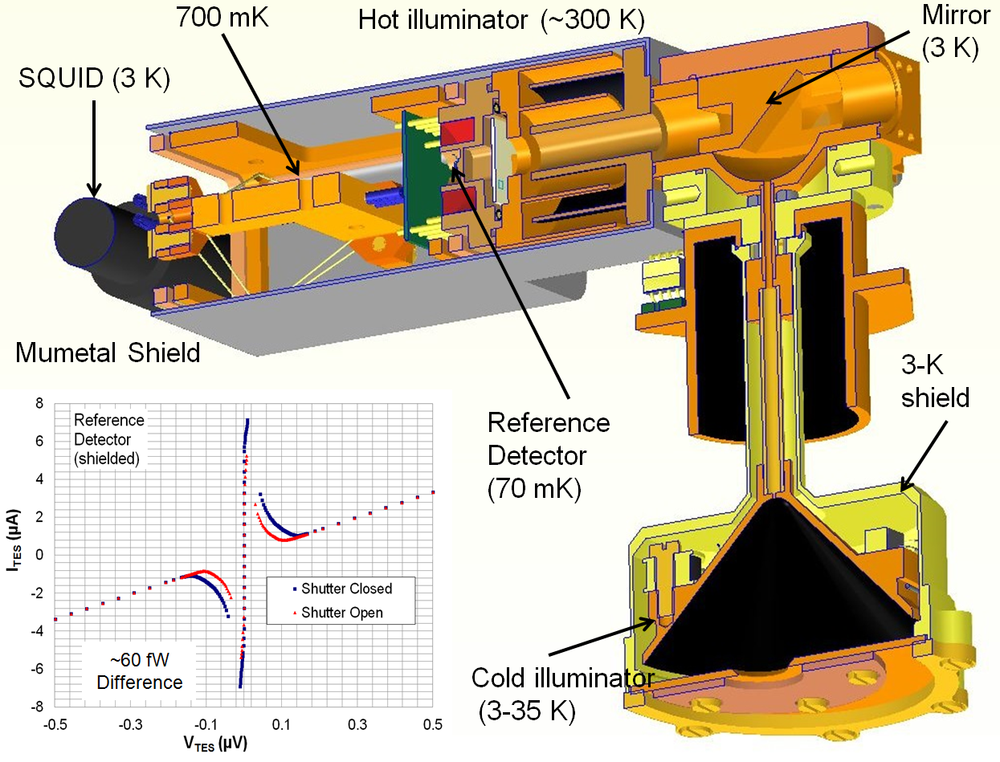 700 mK
Hot illuminator (~300 K)
Mirror
(3 K)
SQUID (3 K)
Mumetal Shield
3-K
shield
Reference
Detector
(70 mK)
Cold illuminator
(3-35 K)
8
6
4
2
0
-2
-4
-6
-8
I_TES (µA)
Reference
Detector
(shielded)
Shutter Closed
Shutter Open
~60 fW
Difference
-0.5
-0.3
-0.1
0.1
0.3
0.5
V_TES (µV)